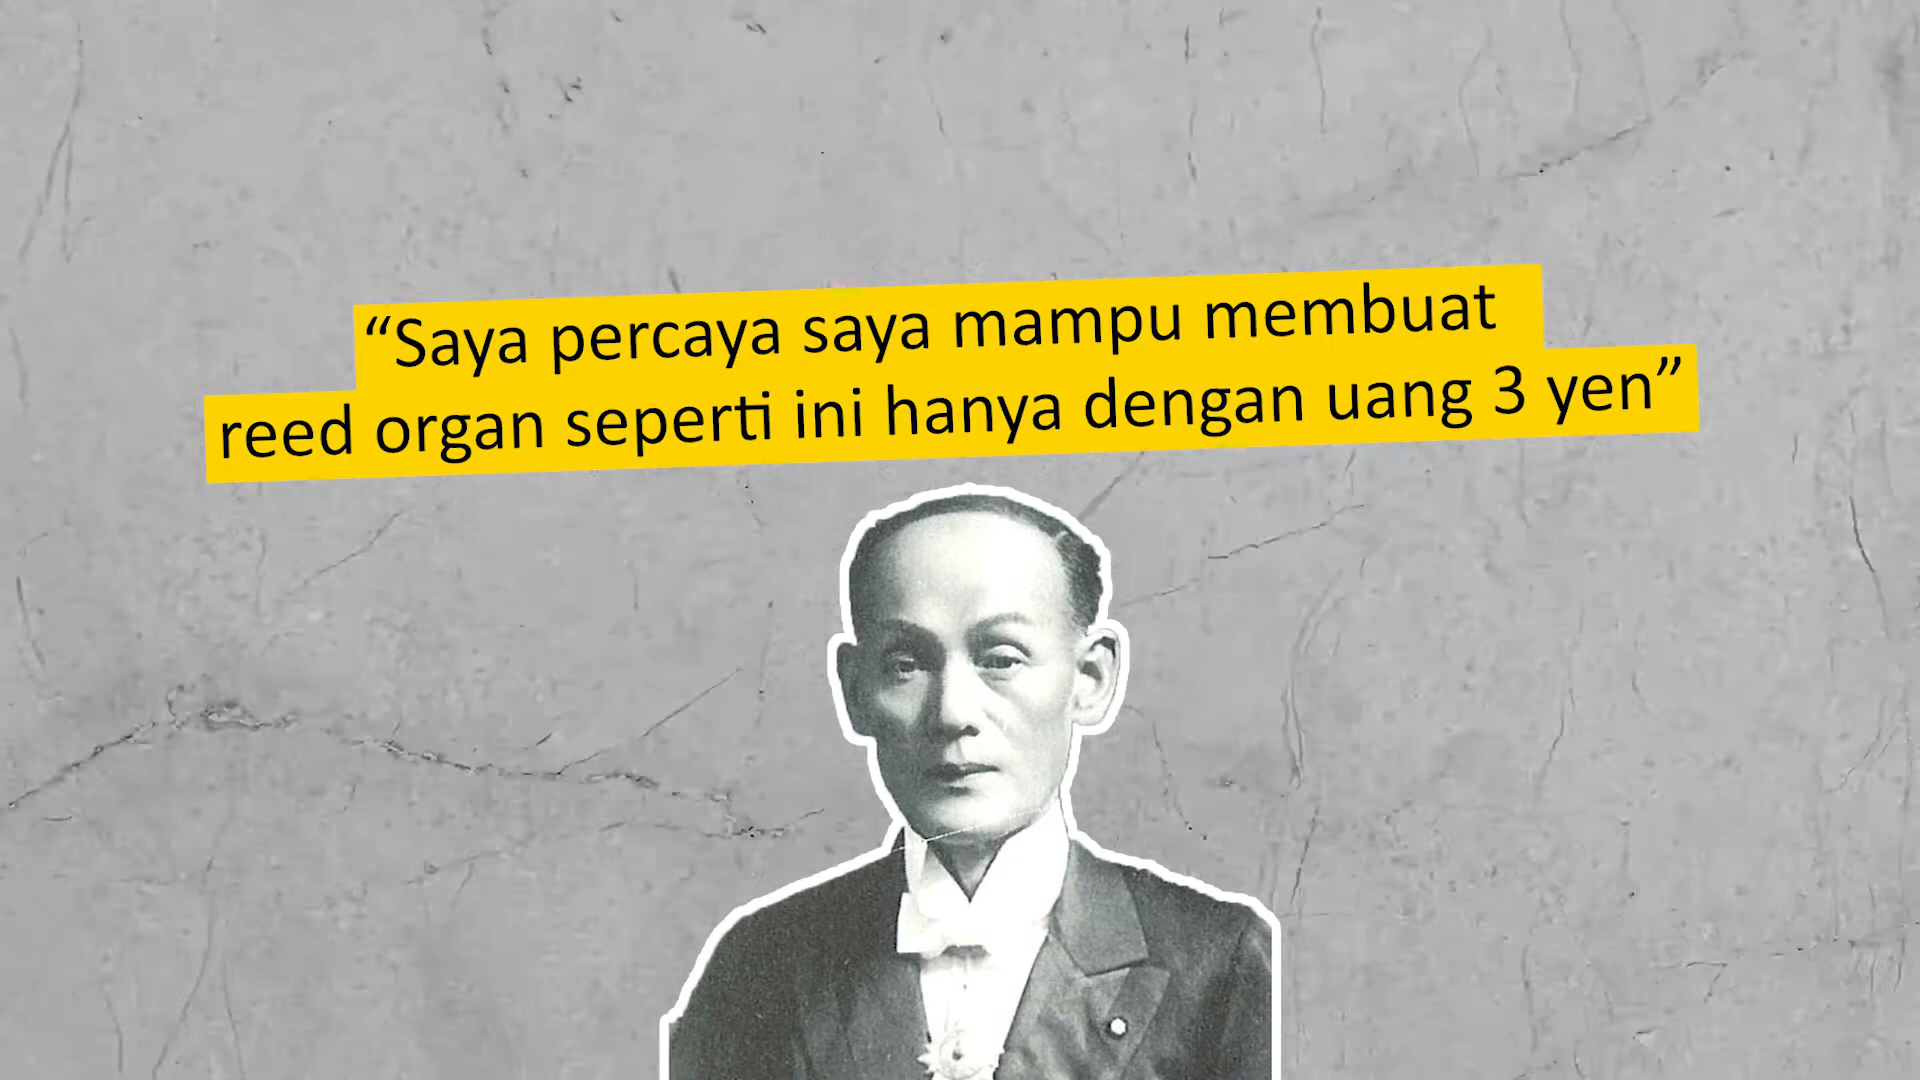 “Saya percaya saya mampu membuat
reed organ seperti ini hanya dengan uang 3 yen”